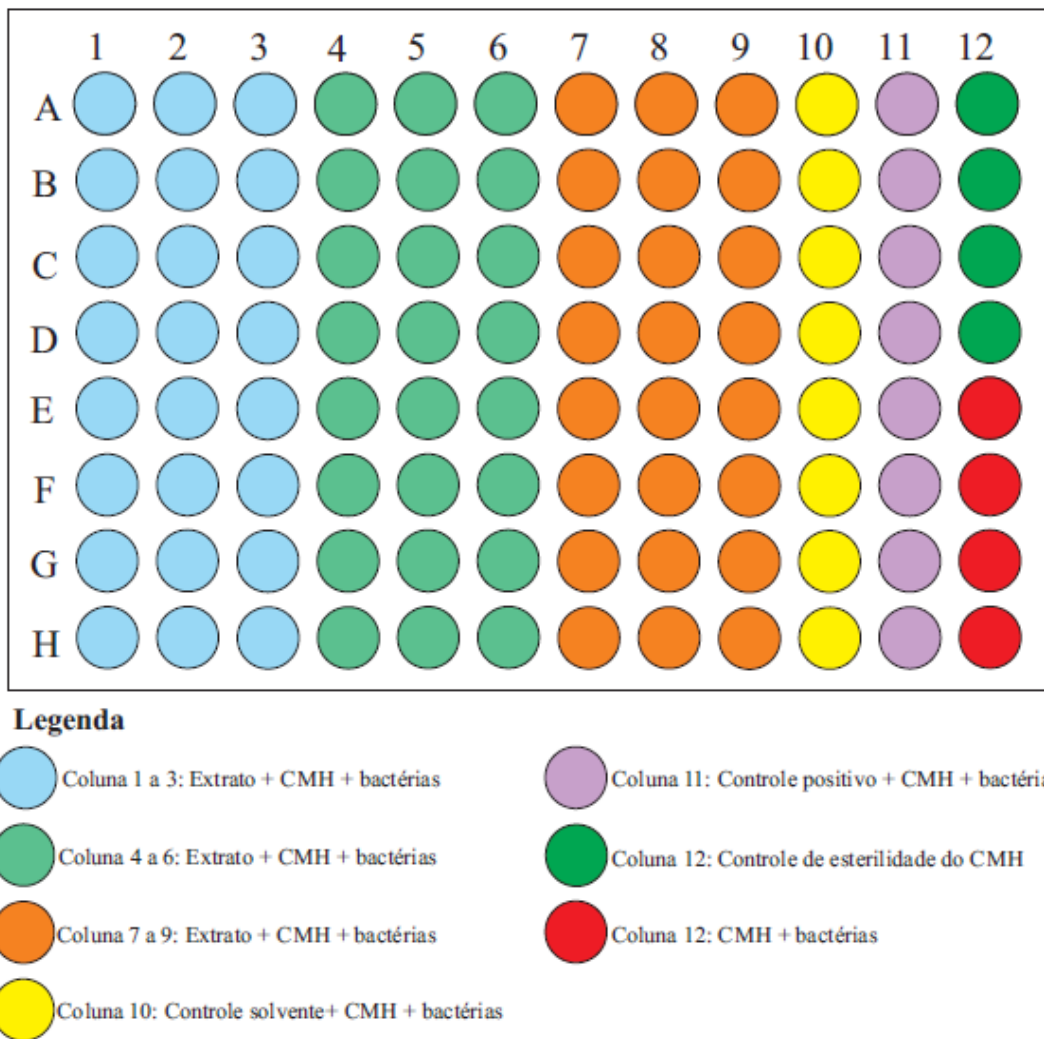 1 2 3 4 5 6 7 8 9 10 11 12
A
B
C
D
E
F
G
H
Legenda
Coluna 1 a 3: Extrato + CMH + bactérias
Coluna 4 a 6: Extrato + CMH + bactérias
Coluna 7 a 9: Extrato + CMH + bactérias
Coluna 10: Controle solvente+ CMH + bactérias
Coluna 11: Controle positivo + CMH + bactéria
Coluna 12: Controle de esterilidade do CMH
Coluna 12: CMH + bactérias